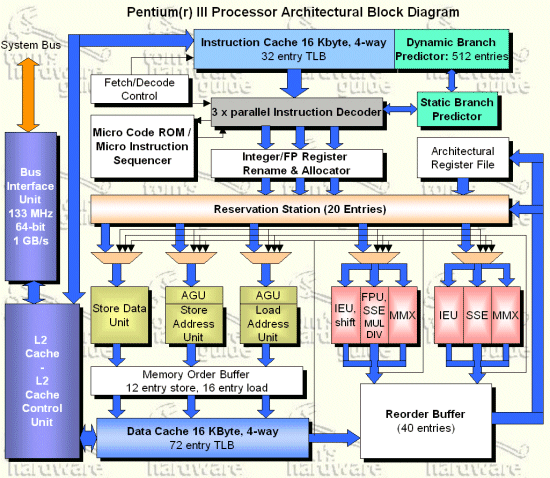 Pentium(r) III Processor Architectural Block Diagram
System Bus
Instruction Cache 16 Kbyte, 4-way
32 entry TLB
Dynamic Branch
Predictor: 512 entries
Fetch/Decode
Control
3 x parallel Instruction Decoder
Static Branch
Predictor
Micro Code ROM /
Micro Instruction
Sequencer
Integer/FP Register
Rename & Allocator
Architectural
Register File
Bus
Interface
Unit
133 MHz
64-bit
1 GB/s
Reservation Station (20 Entries)
Store Data
Unit
AGU
Store
Address
Unit
AGU
Load
Address
Unit
IEU,
shift
FPU,
SSE
MUL
DIV
MMX
IEU
SSE
MMX
L2
Cache
-
L2
Cache
Control
Unit
Memory Order Buffer
12 entry store, 16 entry load
Data Cache 16 KByte, 4-way
72 entry TLB
Reorder Buffer
(40 entries)
tom's
hardware
guide